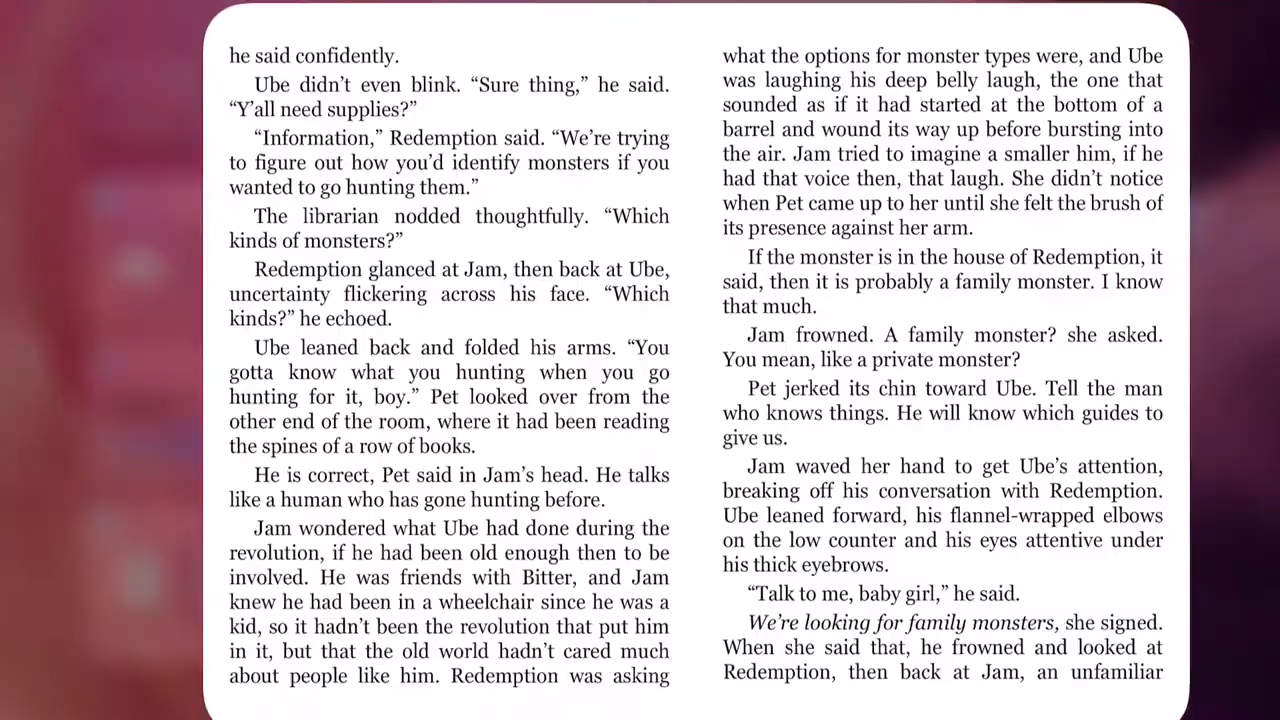 he said confidently.
Ube didn’t even blink. “Sure thing,” he said.
“Y’all need supplies?”
“Information,” Redemption said. “We’re trying
to figure out how you’d identify monsters if you
wanted to go hunting them.”
The librarian nodded thoughtfully. “Which
kinds of monsters?”
Redemption glanced at Jam, then back at Ube,
uncertainty flickering across his face. “Which
kinds?” he echoed.
Ube leaned back and folded his arms. “You
gotta know what you hunting when you go
hunting for it, boy.” Pet looked over from the
other end of the room, where it had been reading
the spines of a row of books.
He is correct, Pet said in Jam’s head. He talks
like a human who has gone hunting before.
Jam wondered what Ube had done during the
revolution, if he had been old enough then to be
involved. He was friends with Bitter, and Jam
knew he had been in a wheelchair since he was a
kid, so it hadn’t been the revolution that put him
in it, but that the old world hadn’t cared much
about people like him. Redemption was asking
what the options for monster types were, and Ube
was laughing his deep belly laugh, the one that
sounded as if it had started at the bottom of a
barrel and wound its way up before bursting into
the air. Jam tried to imagine a smaller him, if he
had that voice then, that laugh. She didn’t notice
when Pet came up to her until she felt the brush of
its presence against her arm.
If the monster is in the house of Redemption, it
said, then it is probably a family monster. I know
that much.
Jam frowned. A family monster? she asked.
You mean, like a private monster?
Pet jerked its chin toward Ube. Tell the man
who knows things. He will know which guides to
give us.
Jam waved her hand to get Ube’s attention,
breaking off his conversation with Redemption.
Ube leaned forward, his flannel-wrapped elbows
on the low counter and his eyes attentive under
his thick eyebrows.
“Talk to me, baby girl,” he said.
We’re looking for family monsters, she signed.
When she said that, he frowned and looked at
Redemption, then back at Jam, an unfamiliar